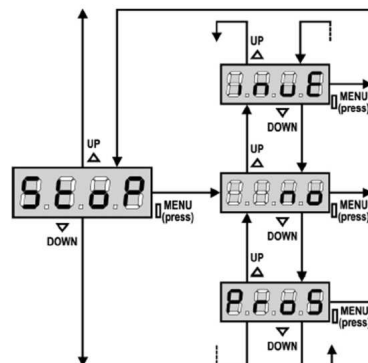 UP
inuE
MENU
(press)
DOWN
UP
UP
StoP
no
MENU
(press)
MENU
(press)
DOWN
DOWN
UP
ProS
MENU
(press)
DOWN